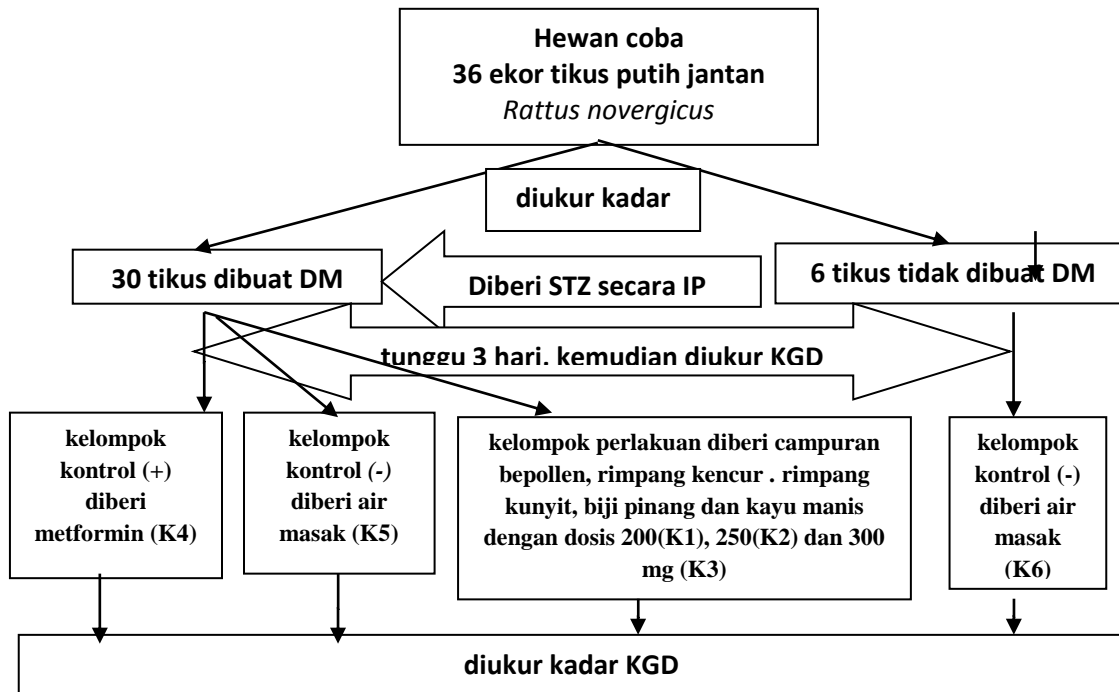 Hewan coba
36 ekor tikus putih jantan
Rattus novergicus
diukur kadar
30 tikus dibuat DM
Diberi STZ secara IP
6 tikus tidak dibuat DM
tunggu 3 hari. kemudian diukur KGD
kelompok
kontrol (+)
diberi
metformin (K4)
kelompok
kontrol (-)
diberi air
masak (K5)
kelompok perlakuan diberi campuran
bepollen, rimpang kencur . rimpang
kunyit, biji pinang dan kayu manis
dengan dosis 200(K1), 250(K2) dan 300
mg (K3)
kelompok
kontrol (-)
diberi air
masak
(K6)
diukur kadar KGD